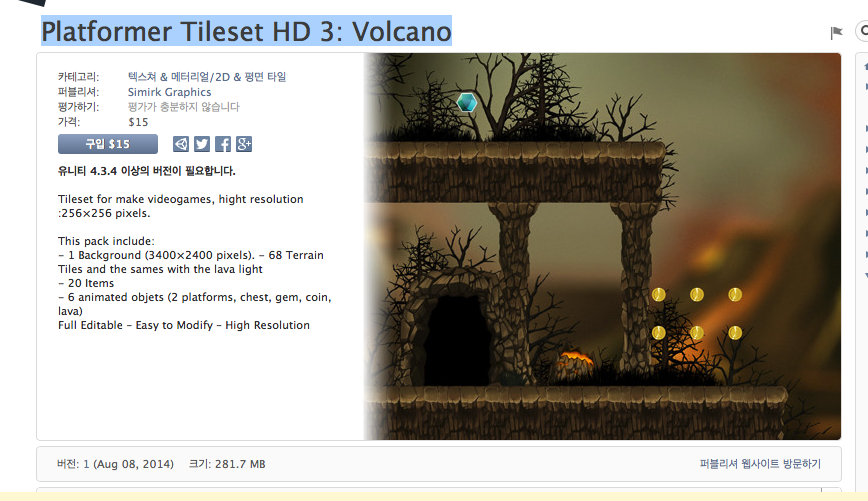 Platformer Tileset HD 3: Volcano
카테고리: 텍스쳐 & 메터리얼/2D & 평면 타일
퍼블리셔: Simirk Graphics
평가하기: 평가가 충분하지 않습니다
가격: $15
구입 $15
유니티 4.3.4 이상의 버전이 필요합니다.
Tileset for make videogames, hight resolution
:256×256 pixels.
This pack include:
- 1 Background (3400×2400 pixels). - 68 Terrain
Tiles and the sames with the lava light
- 20 Items
- 6 animated objets (2 platforms, chest, gem, coin,
lava)
Full Editable - Easy to Modify - High Resolution
버전: 1 (Aug 08, 2014) 크기: 281.7 MB
퍼블리셔 웹사이트 방문하기